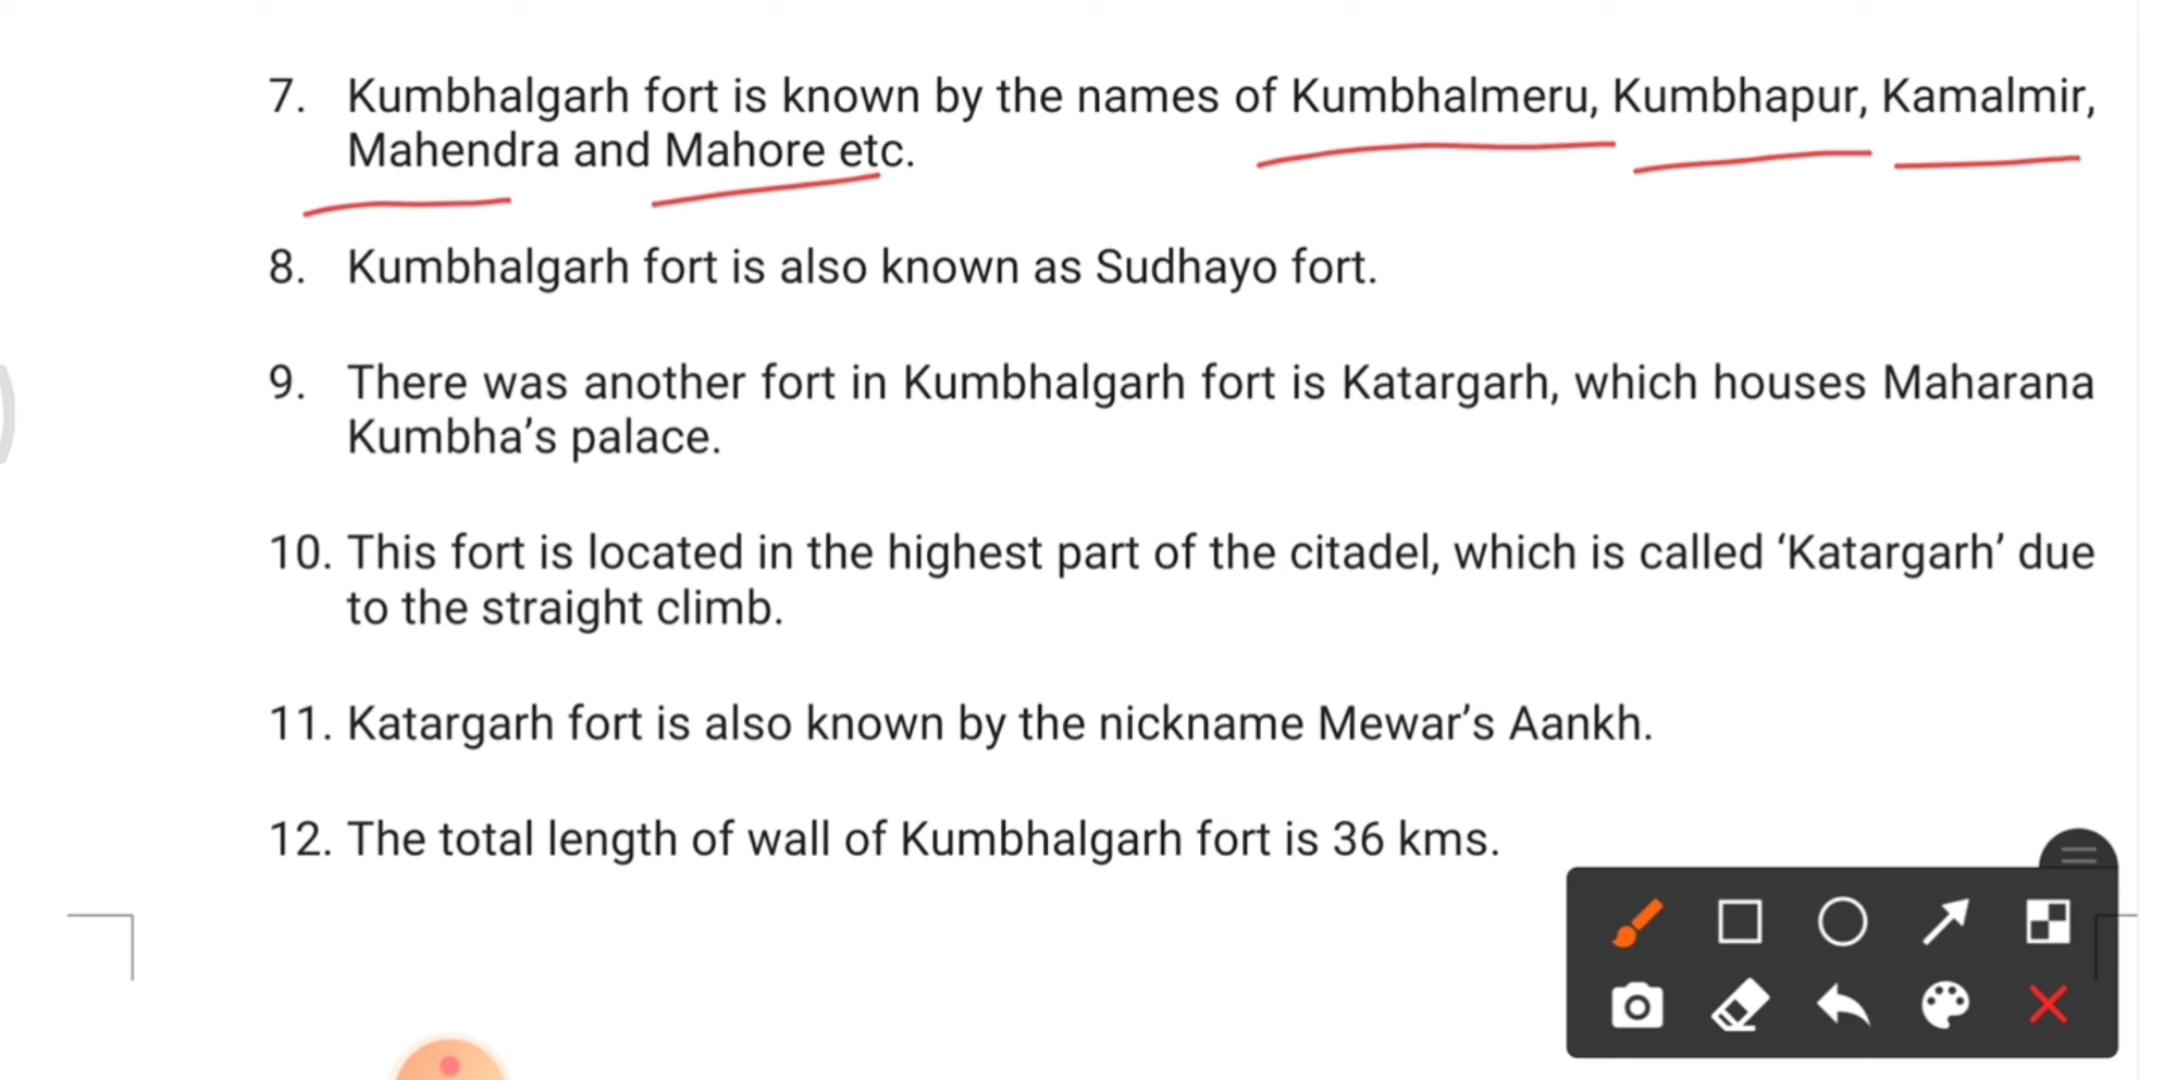 7. Kumbhalgarh fort is known by the names of Kumbhalmeru, Kumbhapur, Kamalmir,
Mahendra and Mahore etc.
8. Kumbhalgarh fort is also known as Sudhayo fort.
9. There was another fort in Kumbhalgarh fort is Katargarh, which houses Maharana
Kumbha’s palace.
10. This fort is located in the highest part of the citadel, which is called ‘Katargarh’ due
to the straight climb.
11. Katargarh fort is also known by the nickname Mewar’s Aankh.
12. The total length of wall of Kumbhalgarh fort is 36 kms.